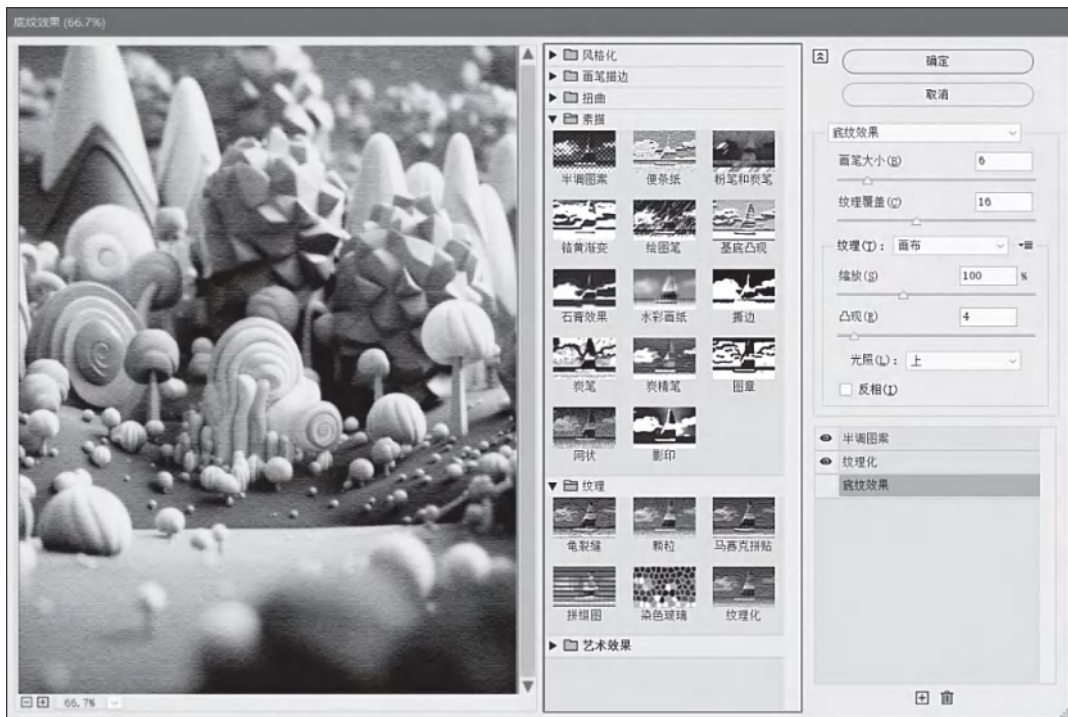 底纹效果 (66.7%)
66.7%
风格化
画笔描边
扭曲
素描
半调图案 便条纸 粉笔和炭笔
铬黄渐变 绘图笔 基底凸现
石膏效果 水彩画纸 撕边
炭笔 炭精笔 图章
网状 影印
纹理
龟裂缝 颗粒 马赛克拼贴
拼缀图 染色玻璃 纹理化
艺术效果
确定
取消
底纹效果
画笔大小(B) 6
纹理覆盖(C) 16
纹理(T): 画布
缩放(S) 100 %
凸现(R) 4
光照(L): 上
反相(I)
半调图案
纹理化
底纹效果